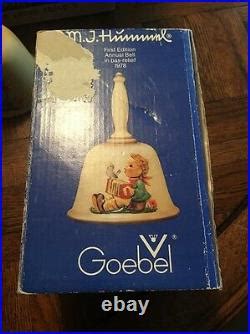 M.J.Hummel®
First Edition
Annual Bell
in bas-relief
1978
Goebel®